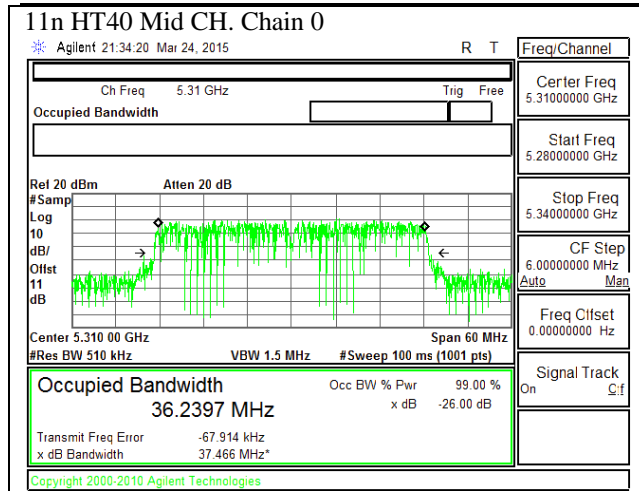 11n HT40 Mid CH. Chain 0
Agilent 21:34:20 Mar 24, 2015 R T
Freq/Channel
Ch Freq 5.31 GHz Trig Free
Occupied Bandwidth
Center Freq
5.31000000 GHz
Start Freq
5.28000000 GHz
Stop Freq
5.34000000 GHz
CF Step
6.00000000 MHz
Auto Man
Freq Offset
0.00000000 Hz
Signal Track
On Off
Ref 20 dBm Atten 20 dB
#Samp
Log
10
dB/
Offst
11
dB
Center 5.310 00 GHz Span 60 MHz
#Res BW 510 kHz VBW 1.5 MHz #Sweep 100 ms (1001 pts)
Occupied Bandwidth Occ BW % Pwr 99.00 %
36.2397 MHz x dB -26.00 dB
Transmit Freq Error -67.914 kHz
x dB Bandwidth 37.466 MHz*
Copyright 2000-2010 Agilent Technologies